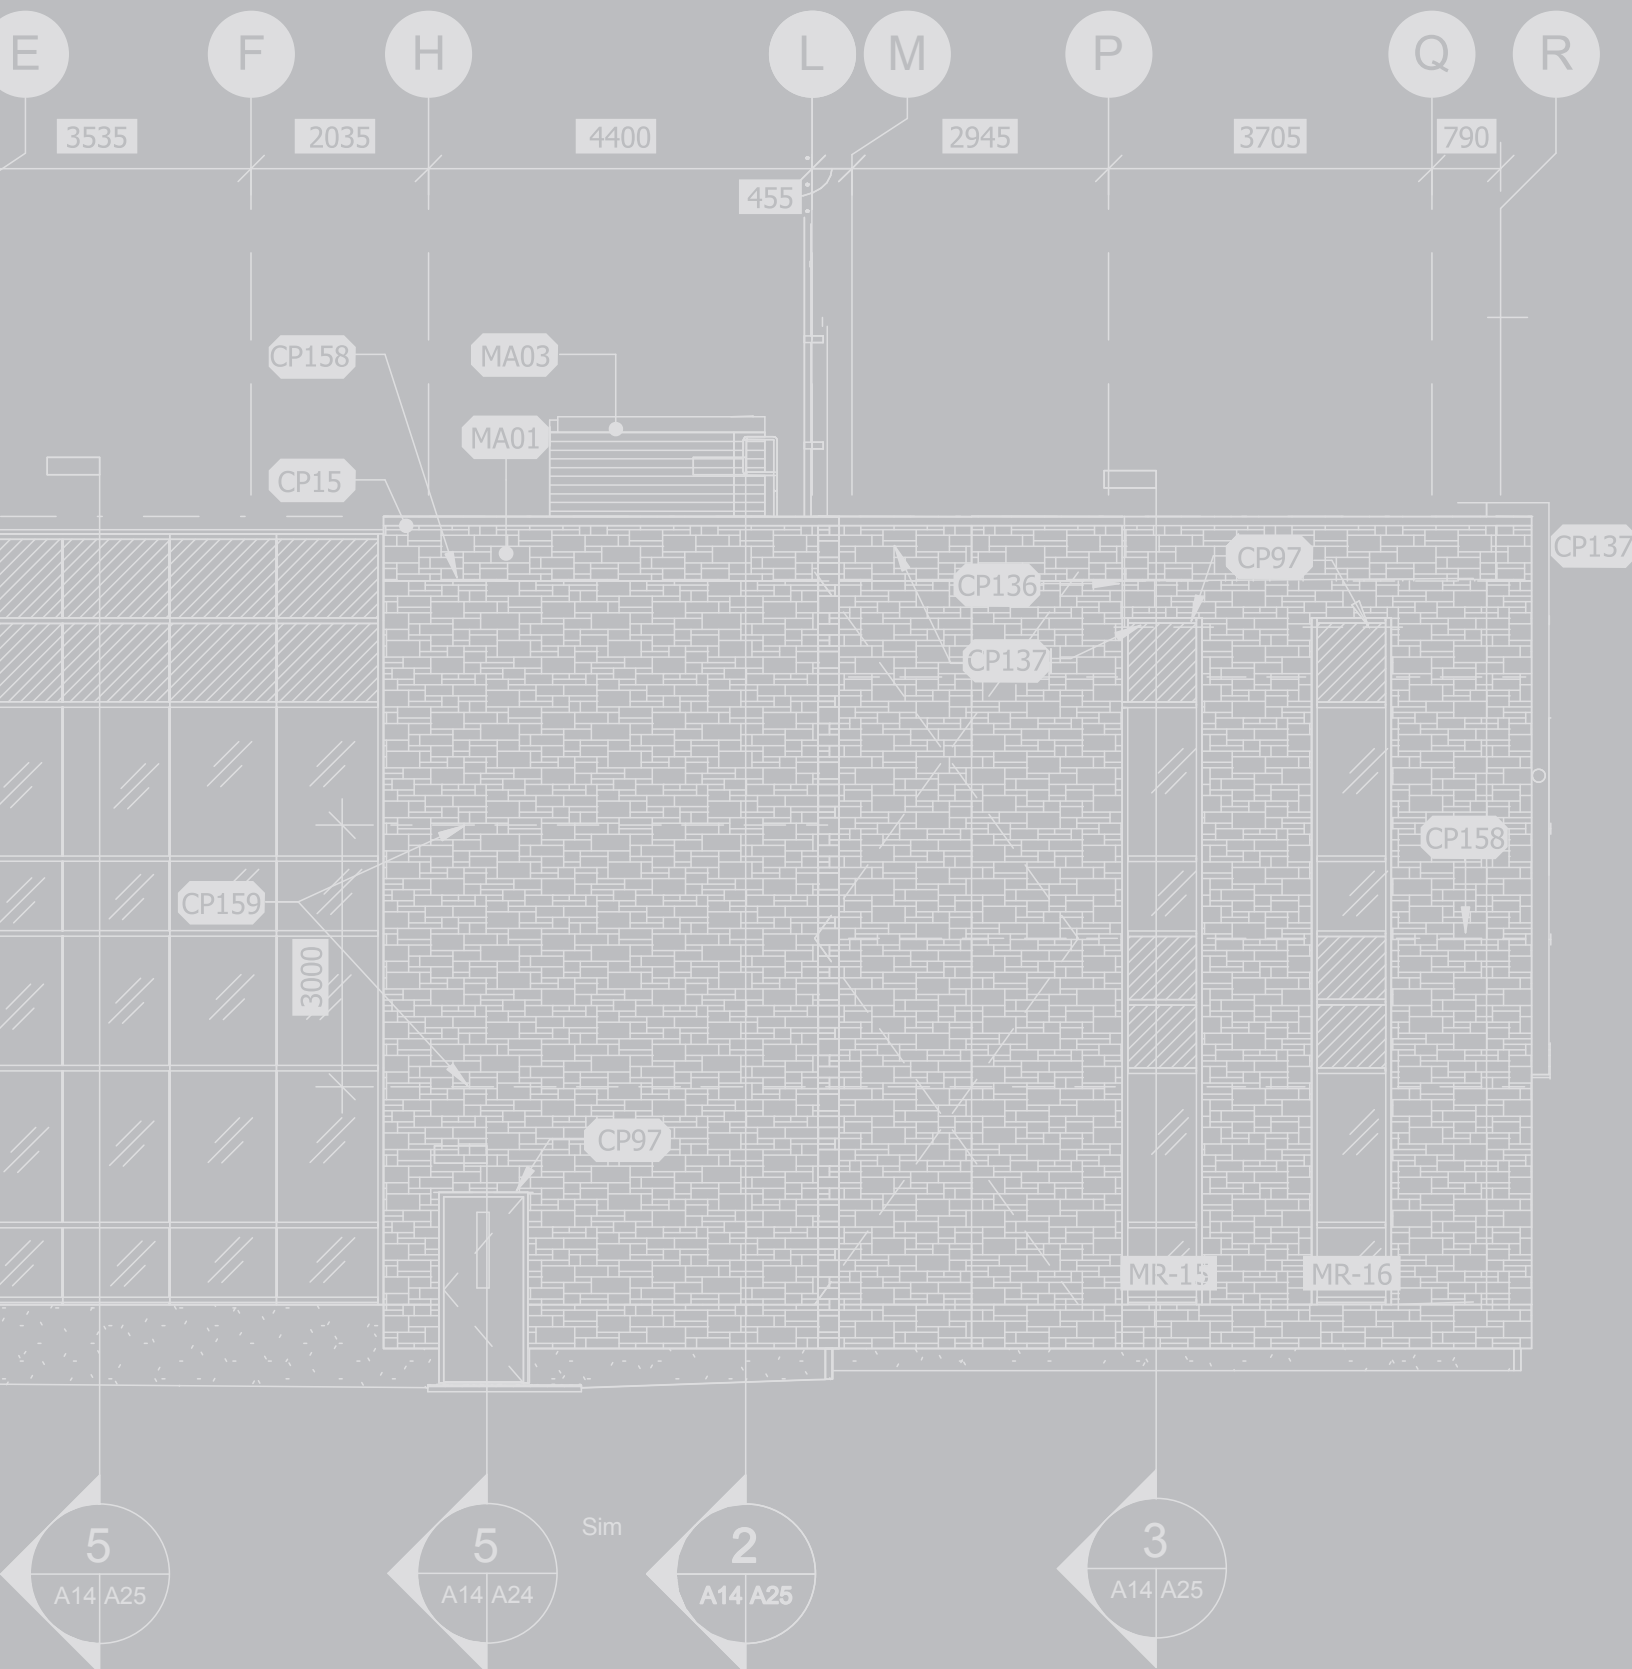 E F H L M P Q R
3535 2035 4400 2945 3705 790
455
CP158 MA03
MA01
CP15
CP97 CP137
CP136
CP137
CP158
CP159
3000
CP97
MR-15 MR-16
5 5 Sim 2 3
A14 A25 A14 A24 A14 A25 A14 A25